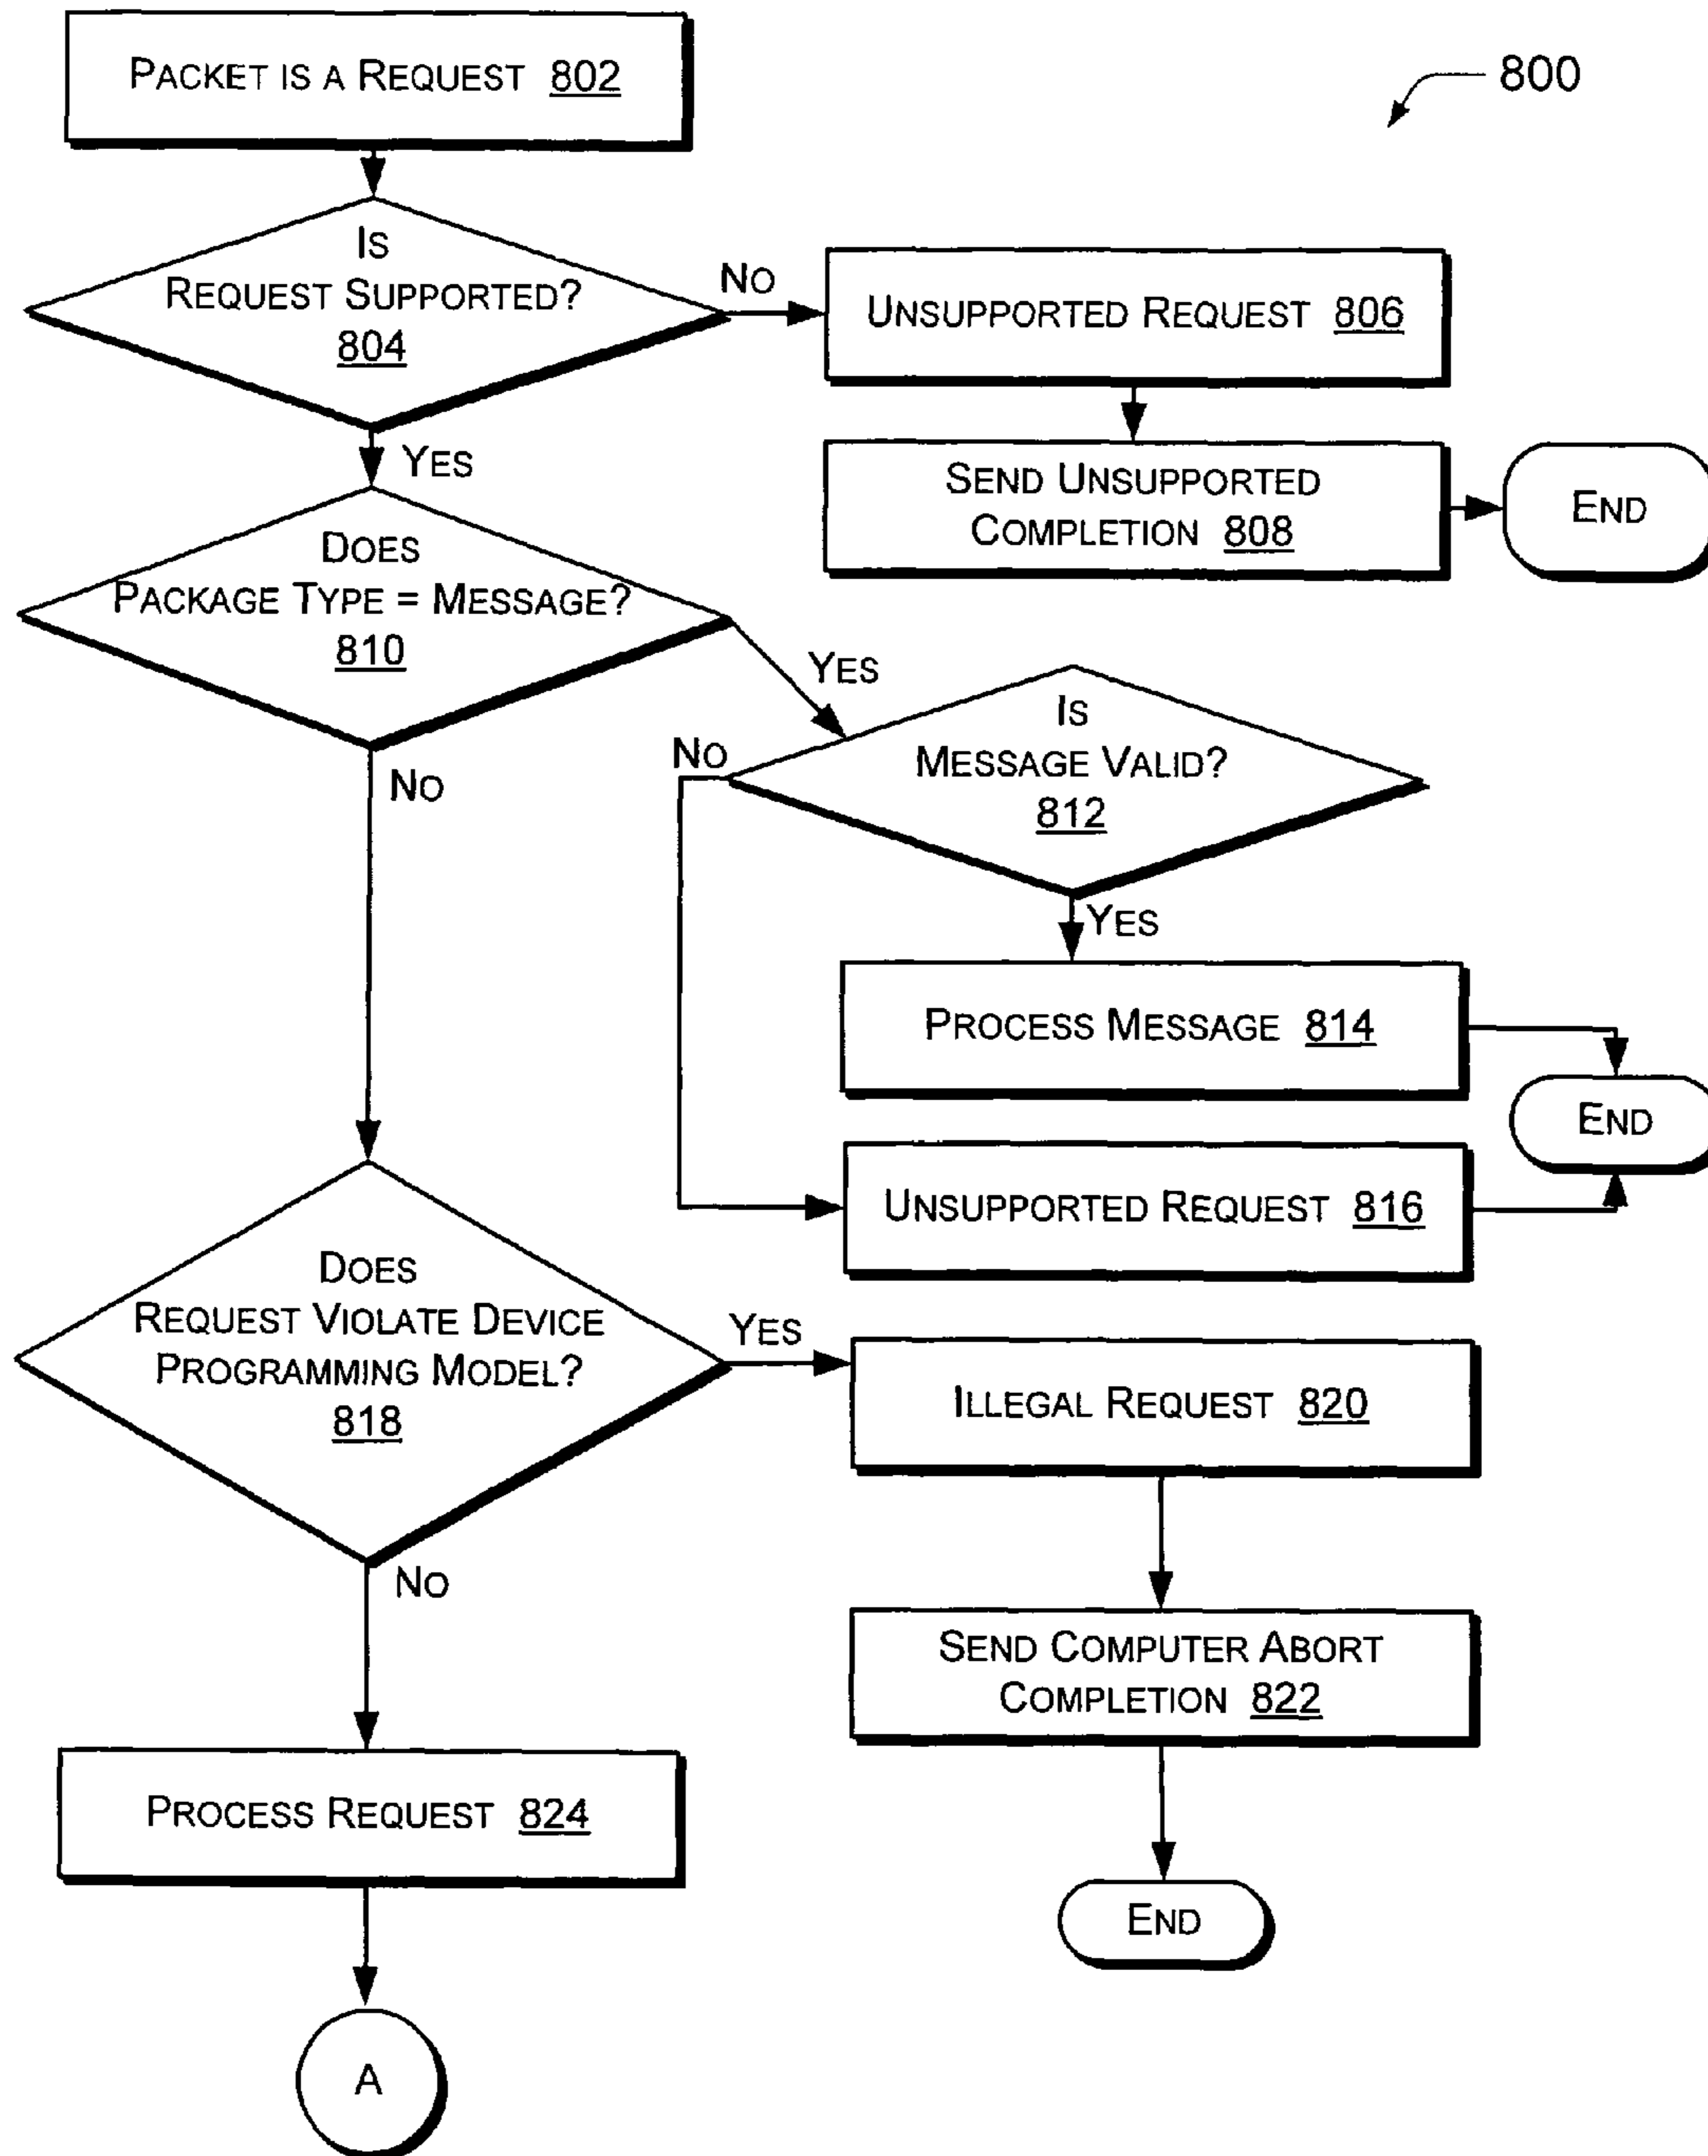 PACKET IS A REQUEST 802
800
IS
REQUEST SUPPORTED?
804
NO
UNSUPPORTED REQUEST 806
YES
SEND UNSUPPORTED
COMPLETION 808
END
DOES
PACKAGE TYPE = MESSAGE?
810
YES
NO
IS
MESSAGE VALID?
812
NO
YES
PROCESS MESSAGE 814
END
UNSUPPORTED REQUEST 816
DOES
REQUEST VIOLATE DEVICE
PROGRAMMING MODEL?
818
YES
ILLEGAL REQUEST 820
NO
SEND COMPUTER ABORT
COMPLETION 822
PROCESS REQUEST 824
END
A